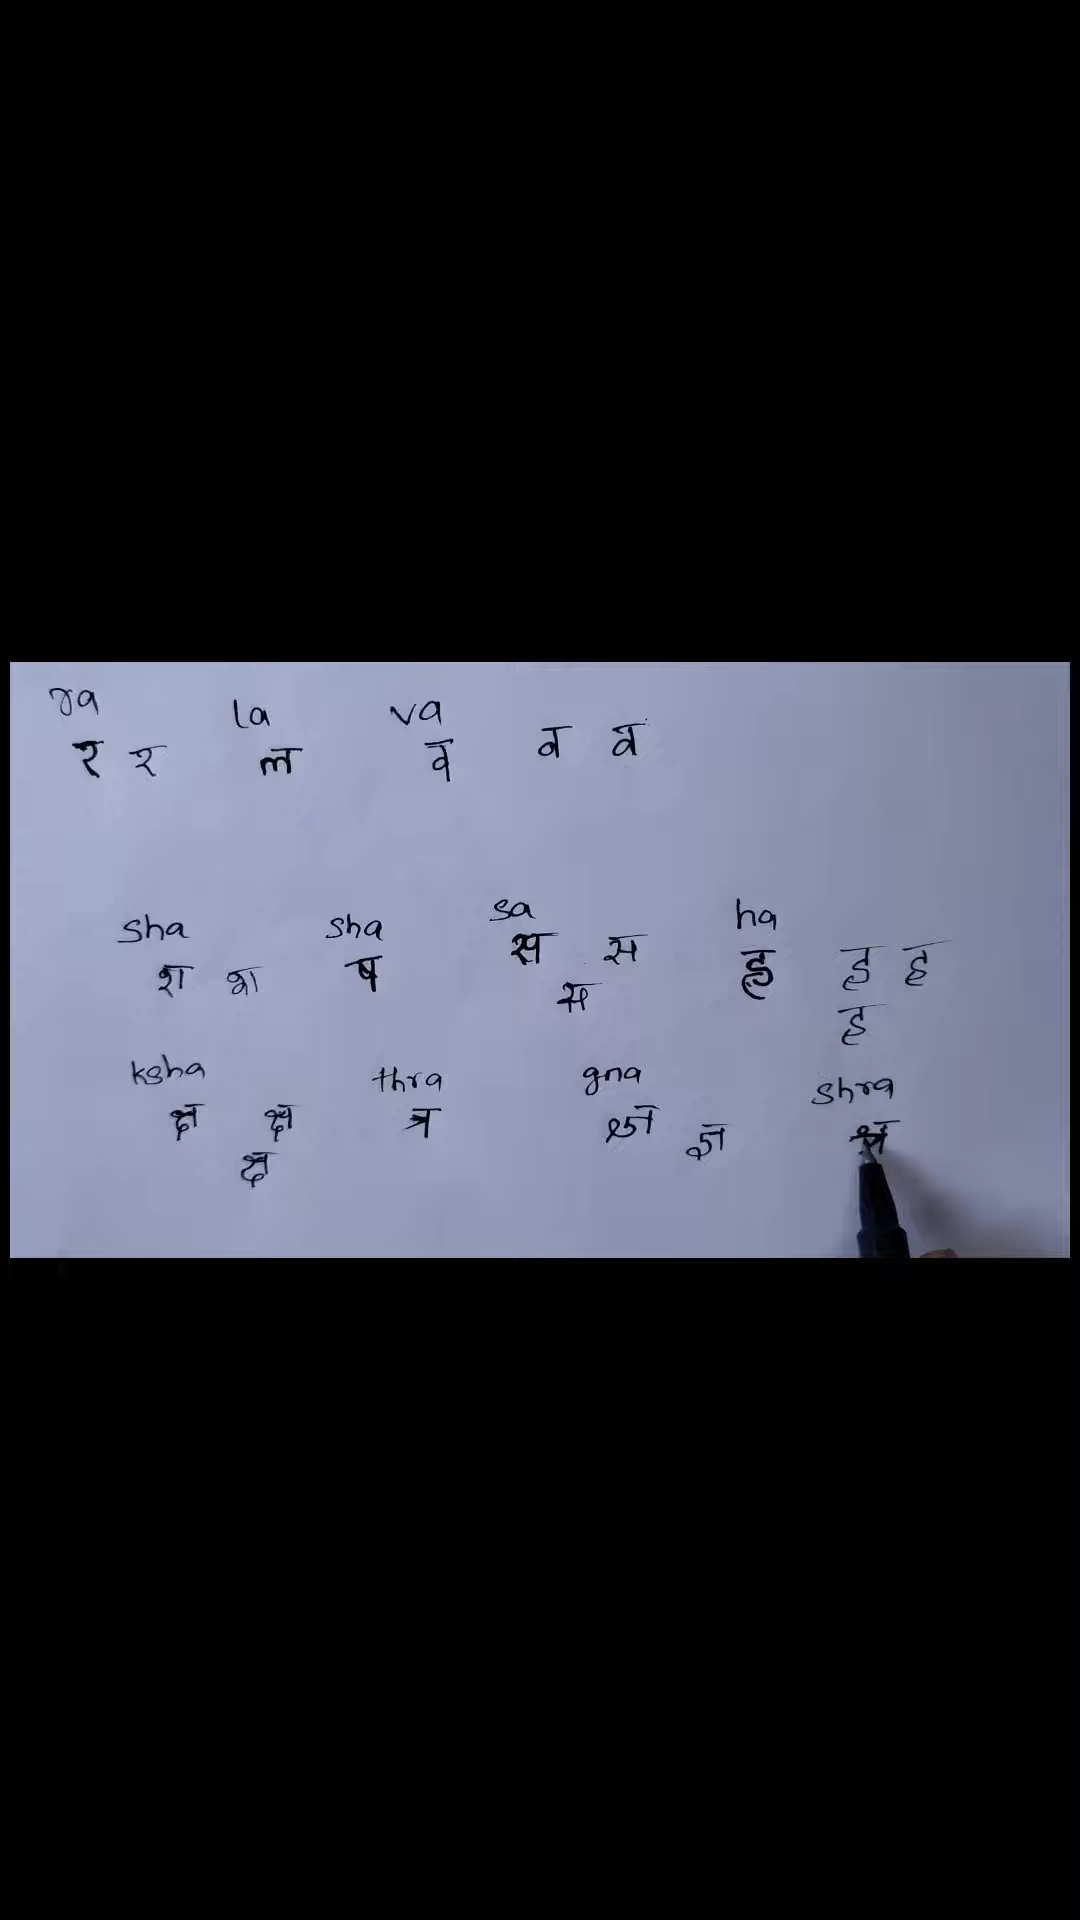 ra la va
र र ल व व व
sha sha sa ha
श श ष स स ह ह ह
स ह
ksha thra gna shra
क्ष क्ष त्र ज्ञ ज्ञ श्र
क्ष